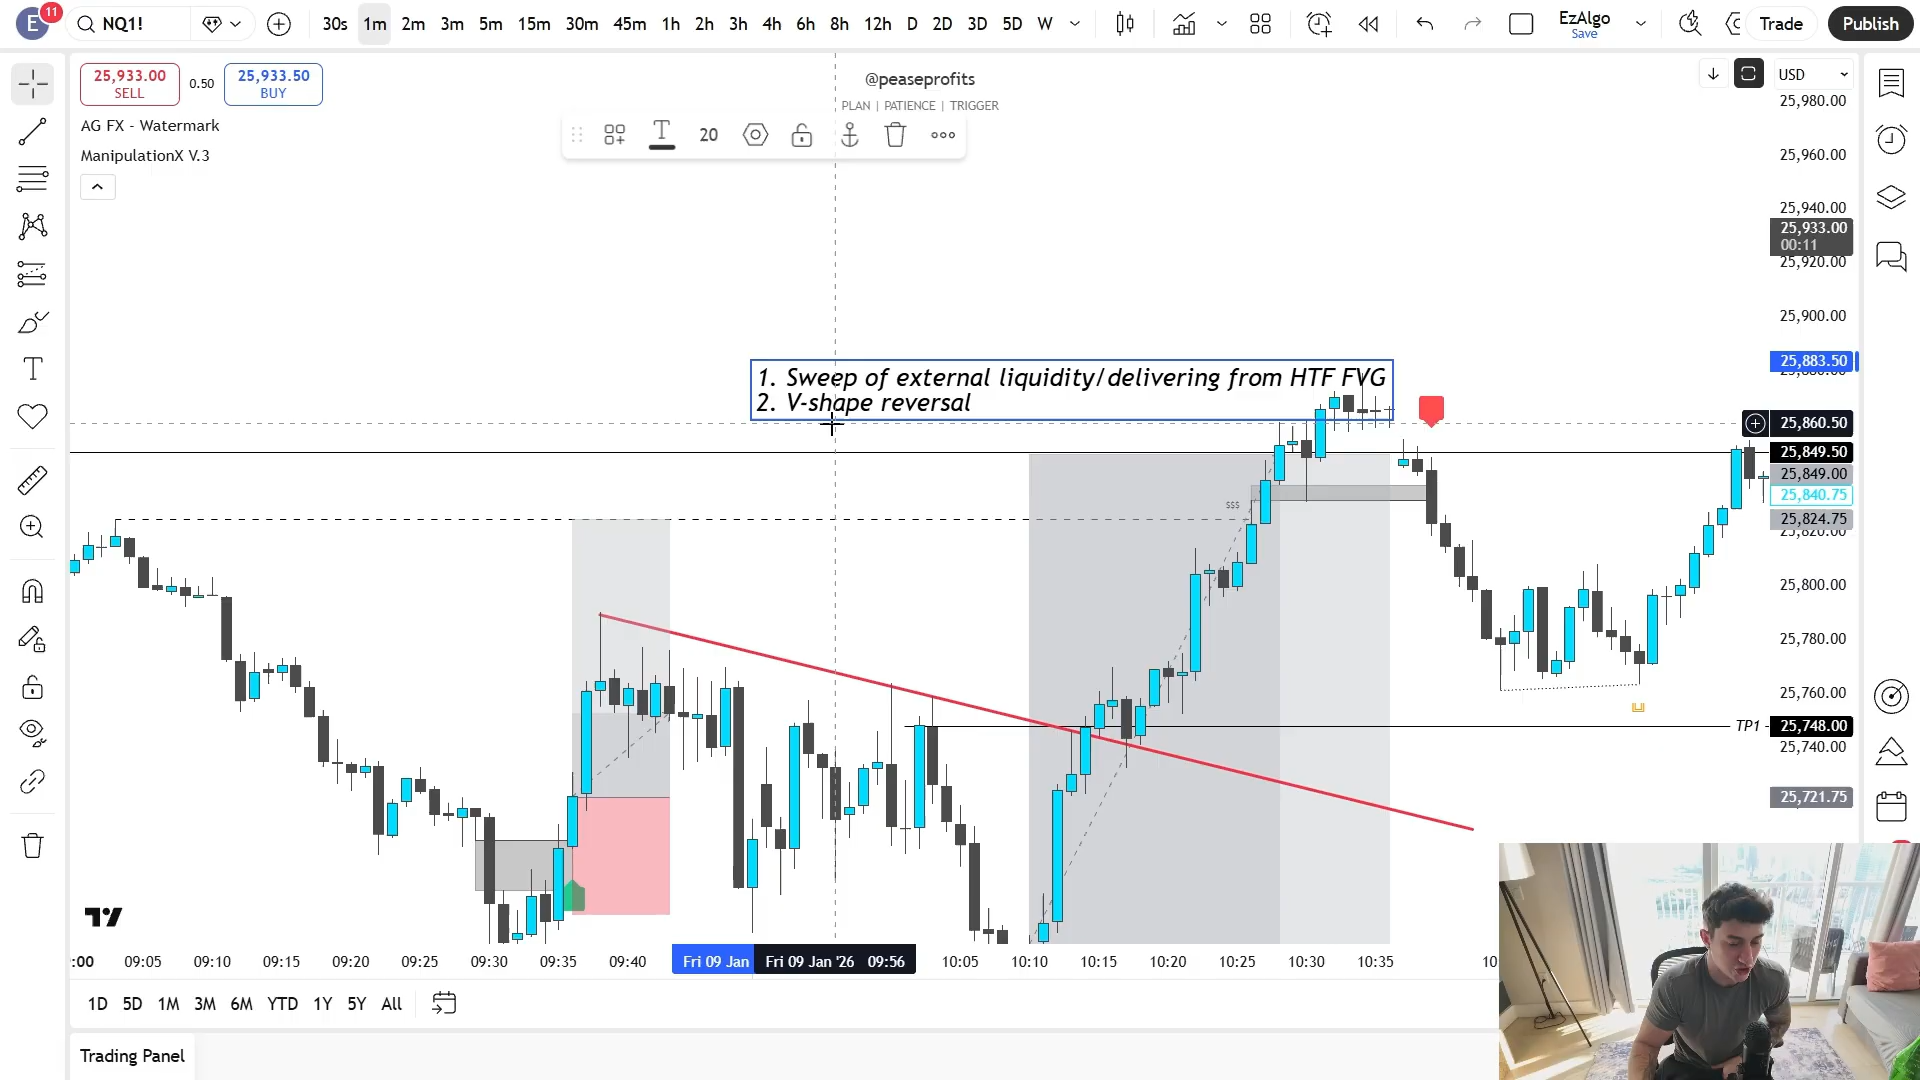 E
11
NQ1!
30s 1m 2m 3m 5m 15m 30m 45m 1h 2h 3h 4h 6h 8h 12h D 2D 3D 5D W
EzAlgo
Save
Trade
Publish
25,933.00
SELL
0.50
25,933.50
BUY
@peaseprofits
PLAN | PATIENCE | TRIGGER
USD
AG FX - Watermark
ManipulationX V.3
20
25,980.00
25,960.00
25,940.00
25,933.00
00:11
25,920.00
25,900.00
25,883.50
1. Sweep of external liquidity/delivering from HTF FVG
2. V-shape reversal
25,860.50
25,849.50
25,849.00
25,840.75
$$$
25,824.75
25,820.00
25,800.00
25,780.00
25,760.00
TP1
25,748.00
25,740.00
25,721.75
:00 09:05 09:10 09:15 09:20 09:25 09:30 09:35 09:40 Fri 09 Jan Fri 09 Jan '26 09:56 10:05 10:10 10:15 10:20 10:25 10:30 10:35 10
1D 5D 1M 3M 6M YTD 1Y 5Y All
Trading Panel